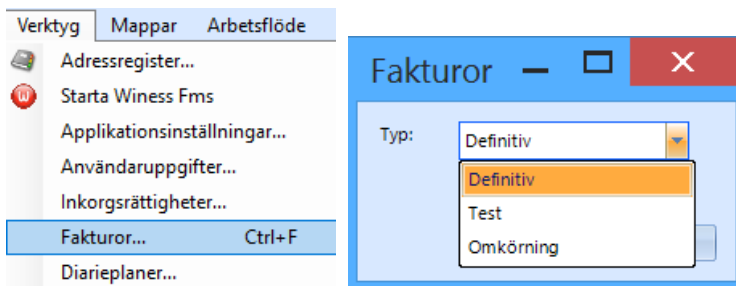 Verktyg Mappar Arbetsflöde
Adressregister...
Starta Winess Fms
Applikationsinställningar...
Användaruppgifter...
Inkorgsrättigheter...
Fakturor... Ctrl+F
Diarieplaner...
Fakturor
Typ: Definitiv
Definitiv
Test
Omkörning